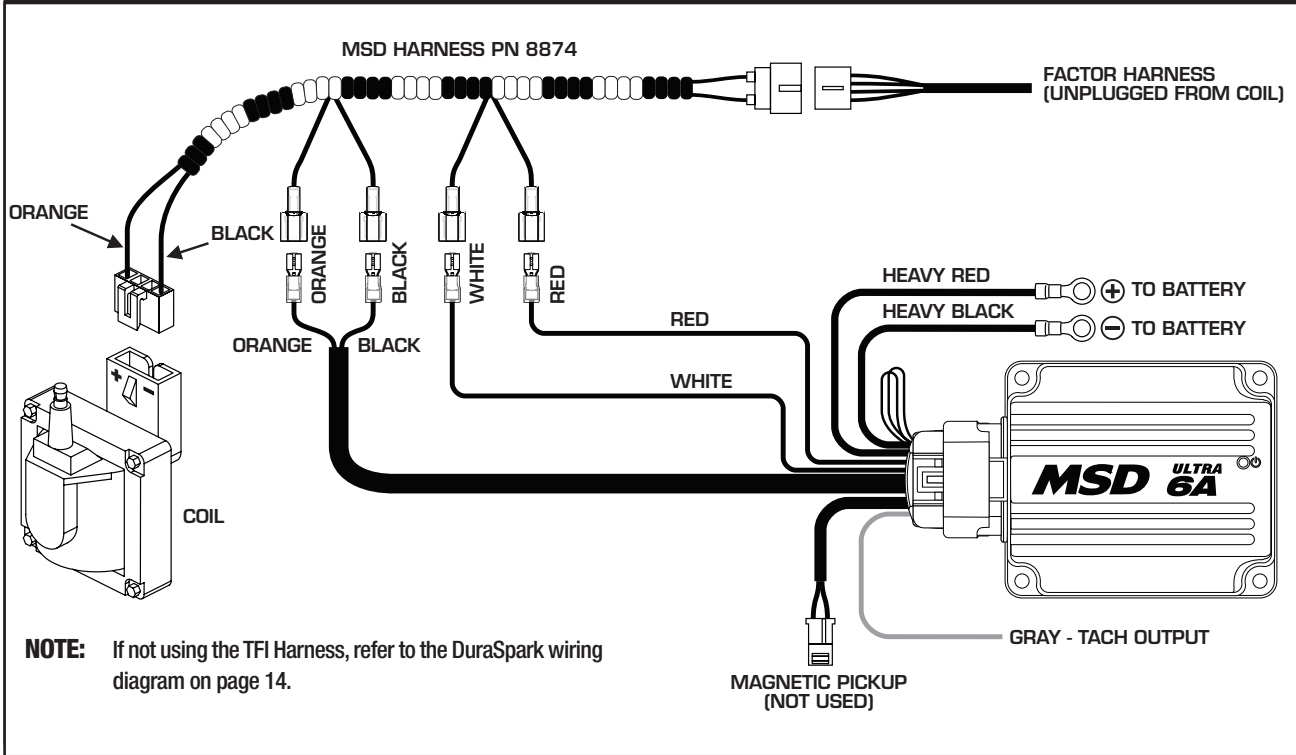 MSD HARNESS PN 8874
FACTOR HARNESS
(UNPLUGGED FROM COIL)
ORANGE
BLACK
ORANGE
BLACK
WHITE
RED
HEAVY RED
+ TO BATTERY
HEAVY BLACK
- TO BATTERY
RED
ORANGE
BLACK
WHITE
+ -
MSD ULTRA 6A
COIL
GRAY - TACH OUTPUT
MAGNETIC PICKUP
(NOT USED)
NOTE: If not using the TFI Harness, refer to the DuraSpark wiring
diagram on page 14.